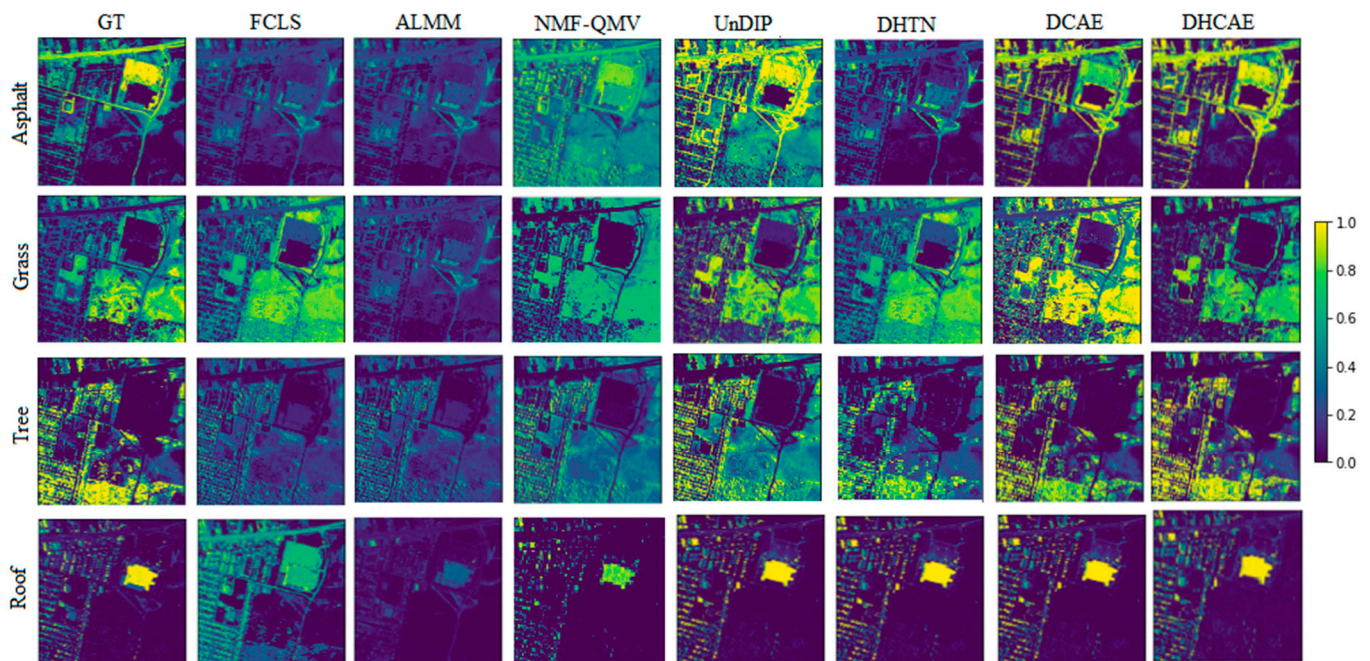 GT FCLS ALMM NMF-QMV UnDIP DHTN DCAE DHCAE
Asphalt
Grass
1.0
0.8
0.6
0.4
0.2
0.0
Tree
Roof